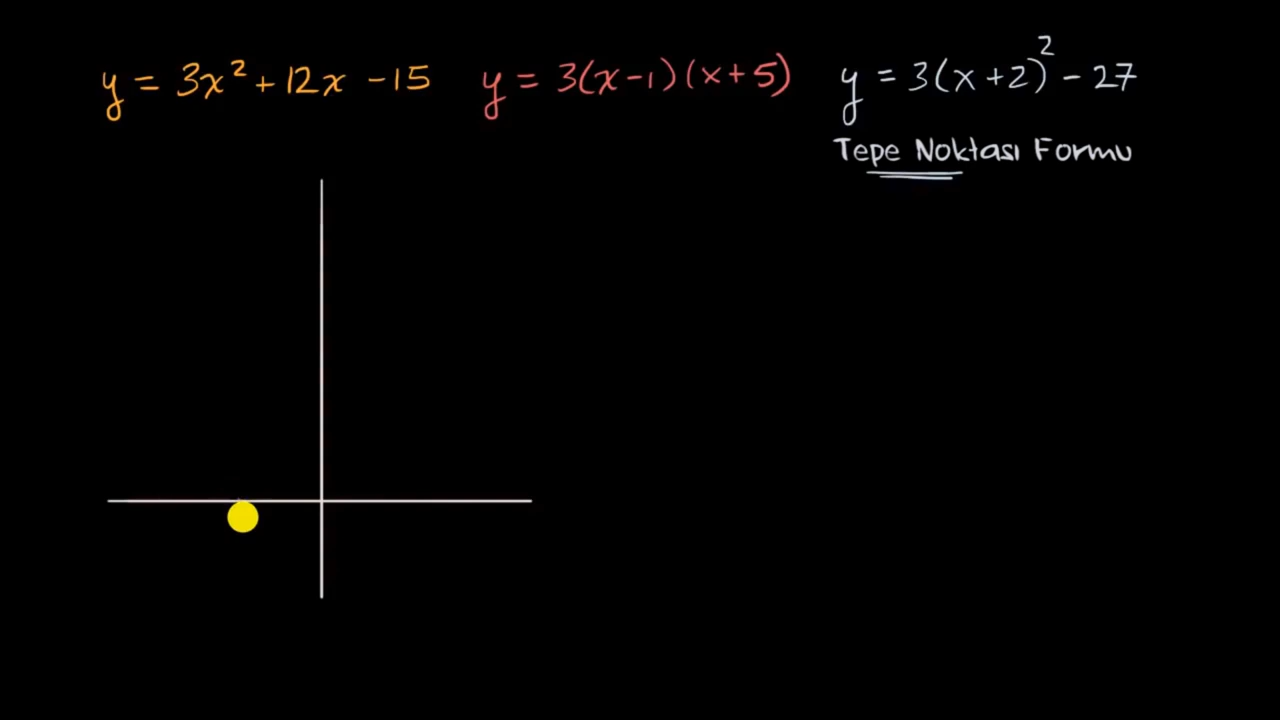 y = 3x² + 12x - 15
y = 3(x-1)(x+5)
y = 3(x+2)² - 27
Tepe Noktası Formu